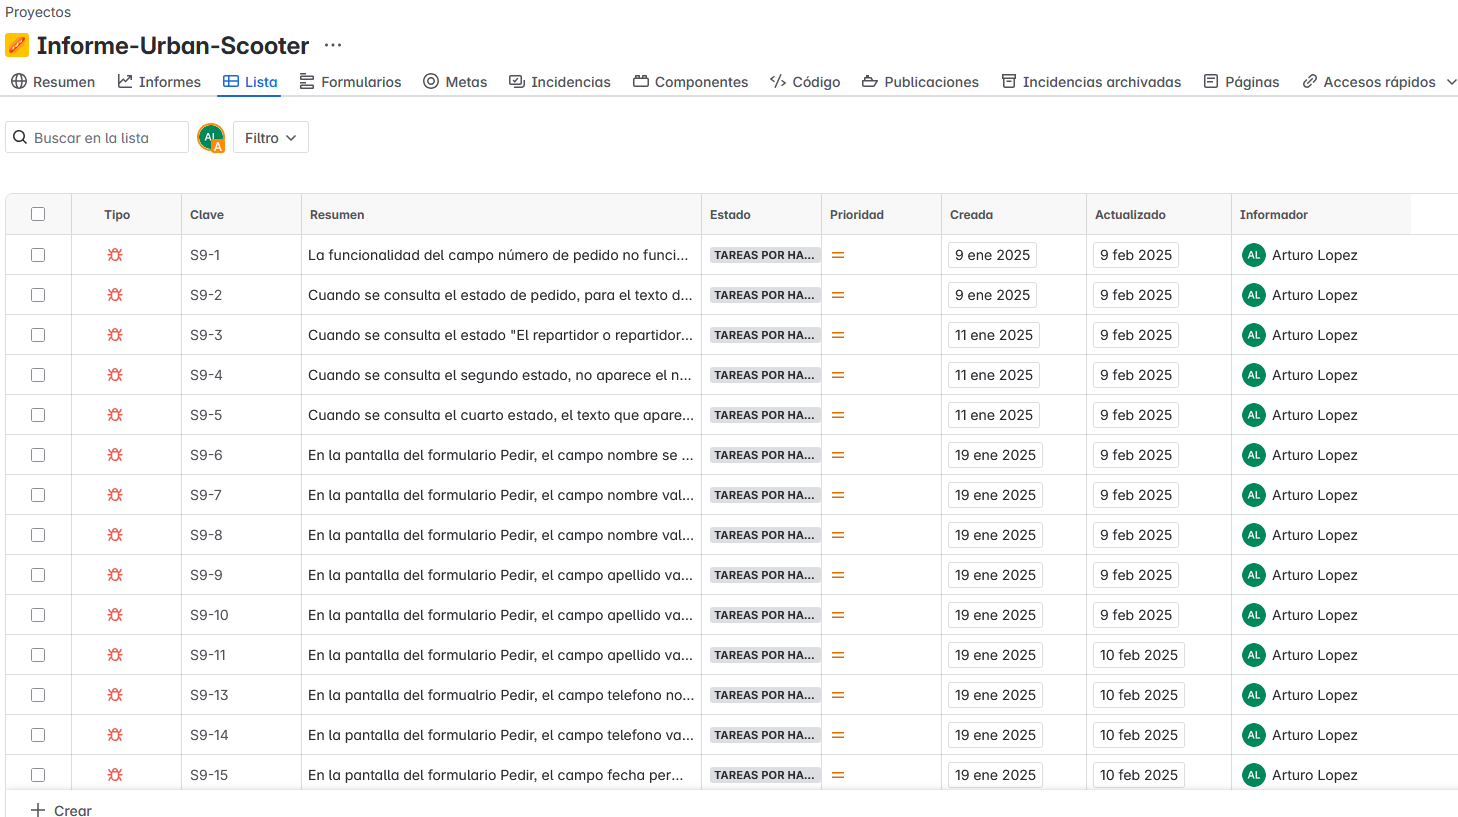 Proyectos
Informe-Urban-Scooter ...
Resumen Informes Lista Formularios Metas Incidencias Componentes Código Publicaciones Incidencias archivadas Páginas Accesos rápidos
Buscar en la lista AL A Filtro
Tipo Clave Resumen Estado Prioridad Creada Actualizado Informador
S9-1 La funcionalidad del campo número de pedido no funci... TAREAS POR HA... 9 ene 2025 9 feb 2025 AL Arturo Lopez
S9-2 Cuando se consulta el estado de pedido, para el texto d... TAREAS POR HA... 9 ene 2025 9 feb 2025 AL Arturo Lopez
S9-3 Cuando se consulta el estado "El repartidor o repartidor... TAREAS POR HA... 11 ene 2025 9 feb 2025 AL Arturo Lopez
S9-4 Cuando se consulta el segundo estado, no aparece el n... TAREAS POR HA... 11 ene 2025 9 feb 2025 AL Arturo Lopez
S9-5 Cuando se consulta el cuarto estado, el texto que apare... TAREAS POR HA... 11 ene 2025 9 feb 2025 AL Arturo Lopez
S9-6 En la pantalla del formulario Pedir, el campo nombre se ... TAREAS POR HA... 19 ene 2025 9 feb 2025 AL Arturo Lopez
S9-7 En la pantalla del formulario Pedir, el campo nombre val... TAREAS POR HA... 19 ene 2025 9 feb 2025 AL Arturo Lopez
S9-8 En la pantalla del formulario Pedir, el campo nombre val... TAREAS POR HA... 19 ene 2025 9 feb 2025 AL Arturo Lopez
S9-9 En la pantalla del formulario Pedir, el campo apellido va... TAREAS POR HA... 19 ene 2025 9 feb 2025 AL Arturo Lopez
S9-10 En la pantalla del formulario Pedir, el campo apellido va... TAREAS POR HA... 19 ene 2025 9 feb 2025 AL Arturo Lopez
S9-11 En la pantalla del formulario Pedir, el campo apellido va... TAREAS POR HA... 19 ene 2025 10 feb 2025 AL Arturo Lopez
S9-13 En la pantalla del formualrio Pedir, el campo telefono no... TAREAS POR HA... 19 ene 2025 10 feb 2025 AL Arturo Lopez
S9-14 En la pantalla del formulario Pedir, el campo telefono va... TAREAS POR HA... 19 ene 2025 10 feb 2025 AL Arturo Lopez
S9-15 En la pantalla del formulario Pedir, el campo fecha per... TAREAS POR HA... 19 ene 2025 10 feb 2025 AL Arturo Lopez
Crear